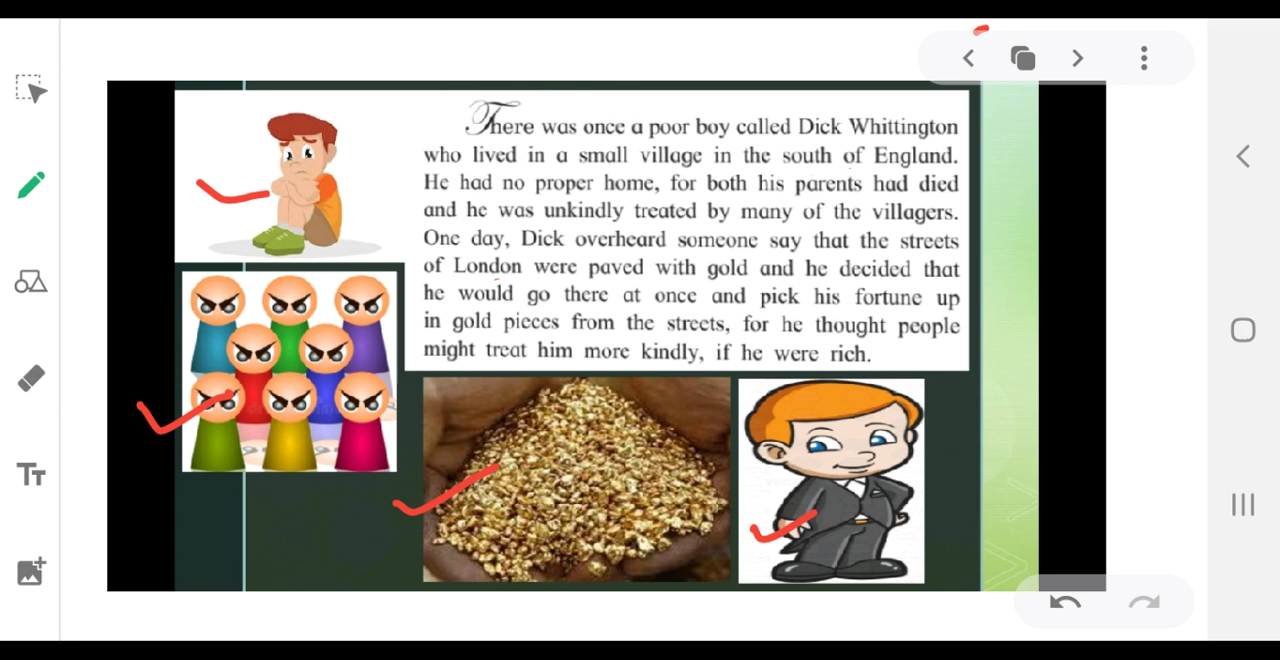 There was once a poor boy called Dick Whittington
who lived in a small village in the south of England.
He had no proper home, for both his parents had died
and he was unkindly treated by many of the villagers.
One day, Dick overheard someone say that the streets
of London were paved with gold and he decided that
he would go there at once and pick his fortune up
in gold pieces from the streets, for he thought people
might treat him more kindly, if he were rich.
TT